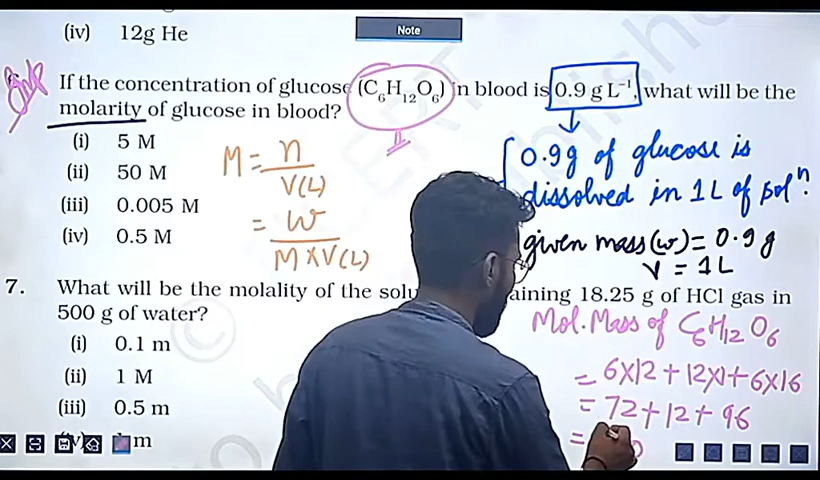 (iv) 12g He
Note
If the concentration of glucose (C6H12O6) in blood is 0.9 g L⁻¹, what will be the
molarity of glucose in blood?
(i) 5 M
(ii) 50 M
(iii) 0.005 M
(iv) 0.5 M
M = n
V(L)
= w
M×V(L)
0.9g of glucose is
dissolved in 1L of solⁿ.
given mass(w) = 0.9 g
V = 1L
7. What will be the molality of the solu aining 18.25 g of HCl gas in
500 g of water?
(i) 0.1 m
(ii) 1 M
(iii) 0.5 m
m
Mol. Mass of C6H12O6
= 6×12+12×1+6×16
= 72+12+96
=